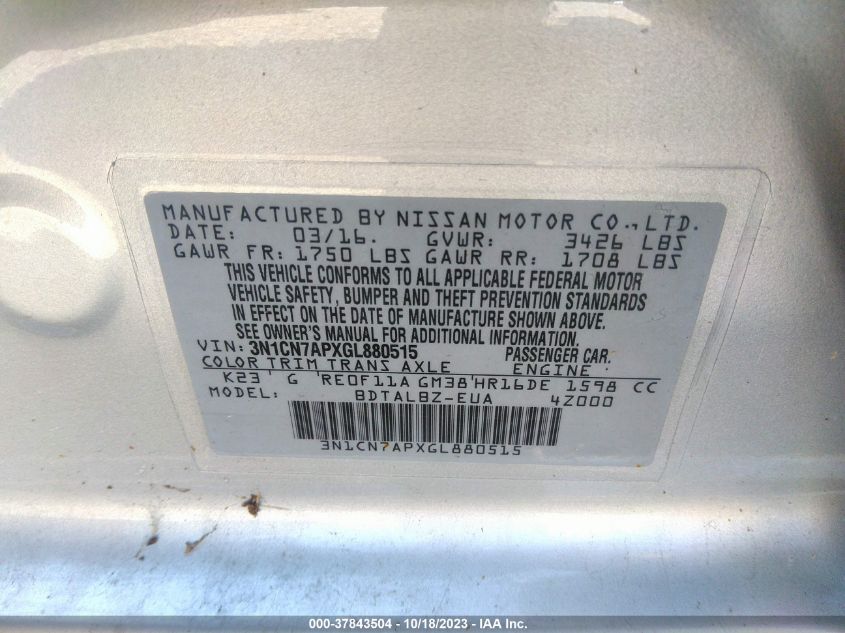 MANUFACTURED BY NISSAN MOTOR CO., LTD.
DATE: 03/16. GVWR: 3426 LBS
GAWR FR: 1750 LBS GAWR RR: 1708 LBS
THIS VEHICLE CONFORMS TO ALL APPLICABLE FEDERAL MOTOR
VEHICLE SAFETY, BUMPER AND THEFT PREVENTION STANDARDS
IN EFFECT ON THE DATE OF MANUFACTURE SHOWN ABOVE.
SEE OWNER'S MANUAL FOR ADDITIONAL INFORMATION.
VIN: 3N1CN7APXGL880515 PASSENGER CAR.
COLOR TRIM TRANS AXLE ENGINE
K23 G RE0F11A GM38 HR16DE 1598 CC
MODEL: BDTALBZ-EUA 4Z000
3N1CN7APXGL880515
000-37843504 - 10/18/2023 - IAA Inc.